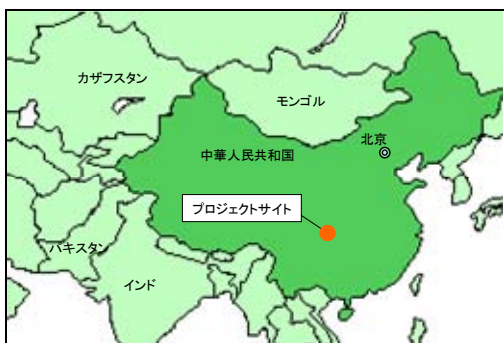 カザフスタン
モンゴル
北京
中華人民共和国
プロジェクトサイト
パキスタン
インド